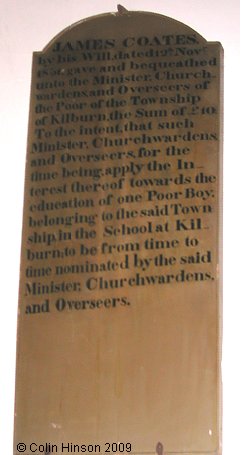 JAMES COATES.
by his Will, dated 12th Novr.
gave and bequeathed
unto the Minister, Church-
wardens, and Overseers of
the Poor of the Township
of Kilburn, the Sum of £10.
To the intent, that such
Minister, Churchwardens,
and Overseers, for the
time being, apply the In-
terest thereof towards the
education of one Poor Boy,
belonging to the said Town-
ship, in the School at Kil-
burn; to be from time to
time nominated by the said
Minister, Churchwardens,
and Overseers.
© Colin Hinson 2009